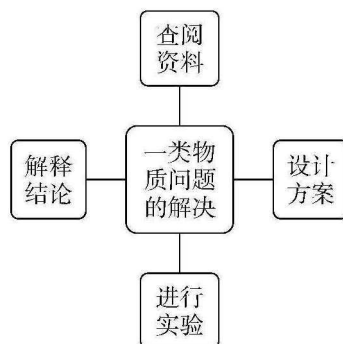 查阅
资料
解释
结论
一类物
质问题
的解决
设计
方案
进行
实验